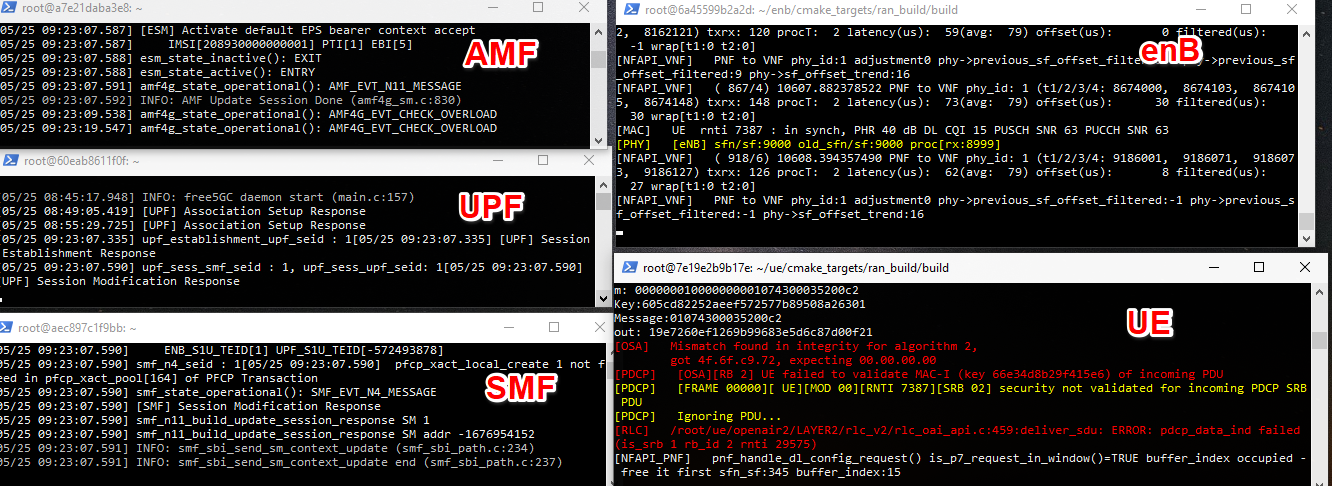 root@a7e21daba3e8: ~
05/25 09:23:07.587] [ESM] Activate default EPS bearer context accept
05/25 09:23:07.587]     IMSI[208930000000001] PTI[1] EBI[5]
05/25 09:23:07.588] esm_state_inactive(): EXIT
05/25 09:23:07.588] esm_state_active(): ENTRY
05/25 09:23:07.591] amf4g_state_operational(): AMF_EVT_N11_MESSAGE
05/25 09:23:07.592] INFO: AMF Update Session Done (amf4g_sm.c:830)
05/25 09:23:09.538] amf4g_state_operational(): AMF4G_EVT_CHECK_OVERLOAD
05/25 09:23:19.547] amf4g_state_operational(): AMF4G_EVT_CHECK_OVERLOAD
AMF
root@60eab8611f0f: ~
[05/25 08:45:17.948] INFO: free5GC daemon start (main.c:157)
[05/25 08:49:05.419] [UPF] Association Setup Response
[05/25 08:55:29.725] [UPF] Association Setup Response
[05/25 09:23:07.335] upf_establishment_upf_seid : 1[05/25 09:23:07.335] [UPF] Session
Establishment Response
[05/25 09:23:07.590] upf_sess_smf_seid : 1, upf_sess_upf_seid: 1[05/25 09:23:07.590]
[UPF] Session Modification Response
UPF
root@aec897c1f9bb: ~
05/25 09:23:07.590]     ENB_S1U_TEID[1] UPF_S1U_TEID[-572493878]
05/25 09:23:07.590] smf_n4_seid : 1[05/25 09:23:07.590]  pfcp_xact_local_create 1 not f
eed in pfcp_xact_pool[164] of PFCP Transaction
05/25 09:23:07.590] smf_state_operational(): SMF_EVT_N4_MESSAGE
05/25 09:23:07.590] [SMF] Session Modification Response
05/25 09:23:07.590] smf_n11_build_update_session_response SM 1
05/25 09:23:07.590] smf_n11_build_update_session_response SM addr -1676954152
05/25 09:23:07.591] INFO: smf_sbi_send_sm_context_update (smf_sbi_path.c:234)
05/25 09:23:07.591] INFO: smf_sbi_send_sm_context_update end (smf_sbi_path.c:237)
SMF
root@6a45599b2a2d: ~/enb/cmake_targets/ran_build/build
2,  8162121) txrx: 120 procT:  2 latency(us):  59(avg:  79) offset(us):       0 filtered(us):
  -1 wrap[t1:0 t2:0]
[NFAPI_VNF]   PNF to VNF phy_id:1 adjustment0 phy->previous_sf_offset_filtered: phy->previous_sf
_offset_filtered:9 phy->sf_offset_trend:16
[NFAPI_VNF]   ( 867/4) 10607.882378522 PNF to VNF phy_id: 1 (t1/2/3/4: 8674000,  8674103,  867410
5,  8674148) txrx: 148 procT:  2 latency(us):  73(avg:  79) offset(us):      30 filtered(us):
  30 wrap[t1:0 t2:0]
[MAC]   UE  rnti 7387 : in synch, PHR 40 dB DL CQI 15 PUSCH SNR 63 PUCCH SNR 63
[PHY]   [eNB] sfn/sf:9000 old_sfn/sf:9000 proc[rx:8999]
[NFAPI_VNF]   ( 918/6) 10608.394357490 PNF to VNF phy_id: 1 (t1/2/3/4: 9186001,  9186071,  918607
3,  9186127) txrx: 126 procT:  2 latency(us):  62(avg:  79) offset(us):       8 filtered(us):
  27 wrap[t1:0 t2:0]
[NFAPI_VNF]   PNF to VNF phy_id:1 adjustment0 phy->previous_sf_offset_filtered:-1 phy->previous_s
f_offset_filtered:-1 phy->sf_offset_trend:16
enB
root@7e19e2b9b17e: ~/ue/cmake_targets/ran_build/build
m: 00000001000000000 1074300035200c2
Key:605cd82252aeef572577b89508a26301
Message:01074300035200c2
out: 19e7260ef1269b99683e5d6c87d00f21
[OSA]   Mismatch found in integrity for algorithm 2,
        got 4f.6f.c9.72, expecting 00.00.00.00
[PDCP]   [OSA][RB 2] UE failed to validate MAC-I (key 66e34d8b29f415e6) of incoming PDU
[PDCP]   [FRAME 00000][ UE][MOD 00][RNTI 7387][SRB 02] security not validated for incoming PDCP SRB
 PDU
[PDCP]   Ignoring PDU...
[RLC]   /root/ue/openair2/LAYER2/rlc_v2/rlc_oai_api.c:459:deliver_sdu: ERROR: pdcp_data_ind failed
(is_srb 1 rb_id 2 rnti 29575)
[NFAPI_PNF]   pnf_handle_dl_config_request() is_p7_request_in_window()=TRUE buffer_index occupied -
 free it first sfn_sf:345 buffer_index:15
UE